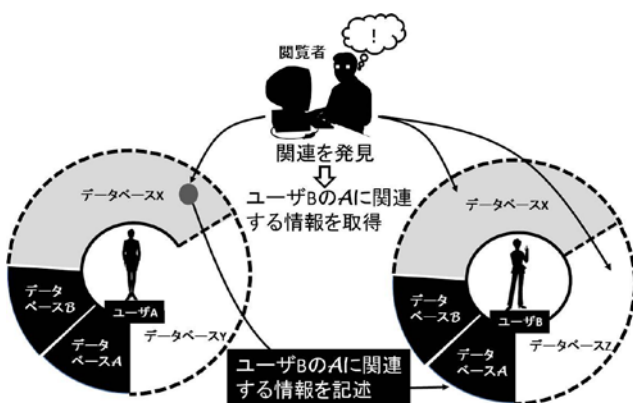 !
閲覧者
関連を発見
ユーザBのAに関連
する情報を取得
データベースX
データ
ベースB
データ
ベースA
ユーザA
データベースY
データベースX
データ
ベースB
データ
ベースA
ユーザB
データベースZ
ユーザBのAに関連
する情報を記述